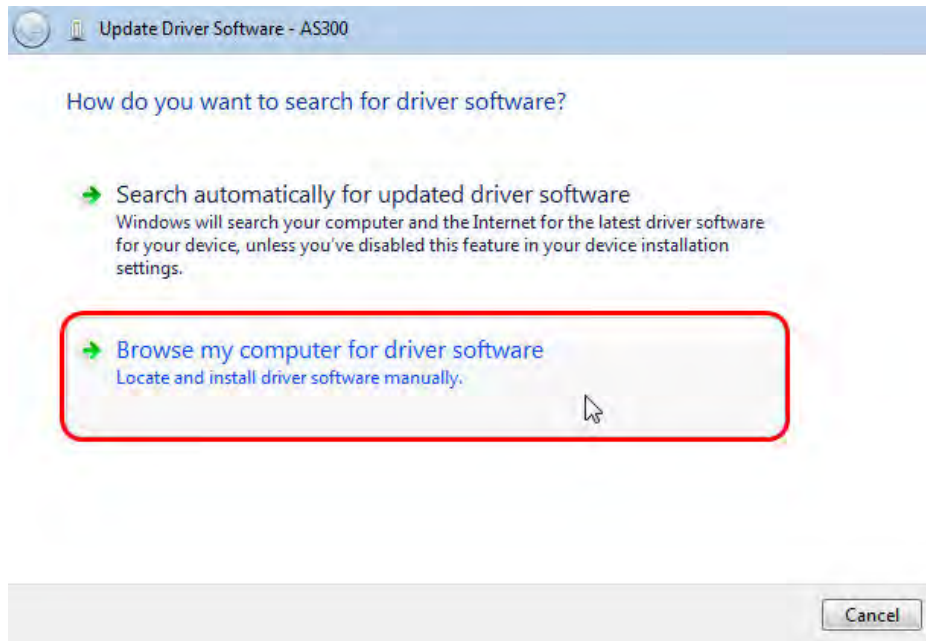 Update Driver Software - AS300
How do you want to search for driver software?
Search automatically for updated driver software
Windows will search your computer and the Internet for the latest driver software
for your device, unless you've disabled this feature in your device installation
settings.
Browse my computer for driver software
Locate and install driver software manually.
Cancel